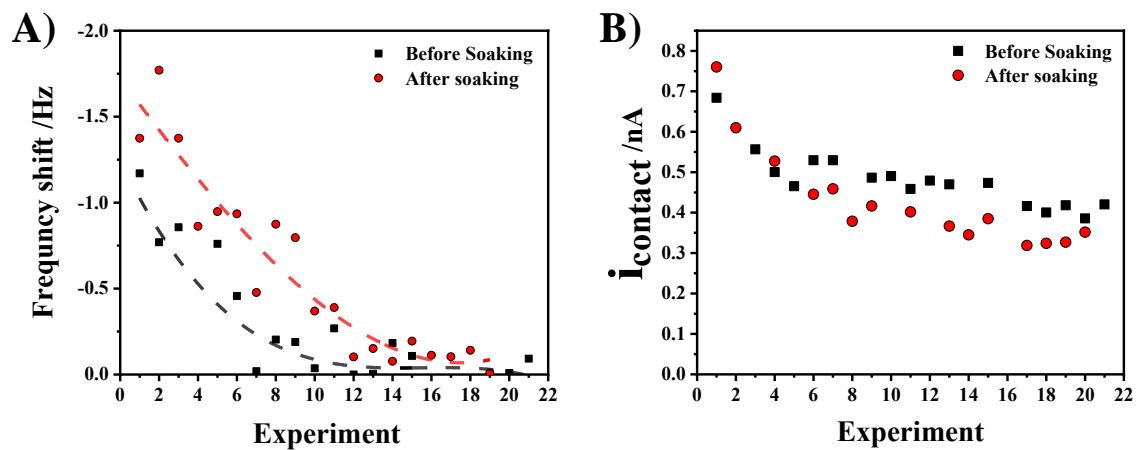 A)
-2.0
-1.5
-1.0
-0.5
0.0
Frequncy shift /Hz
Before Soaking
After soaking
0 2 4 6 8 10 12 14 16 18 20 22
Experiment
B)
0.8
0.7
0.6
0.5
0.4
0.3
0.2
0.1
0.0
i contact /nA
Before Soaking
After soaking
0 2 4 6 8 10 12 14 16 18 20 22
Experiment